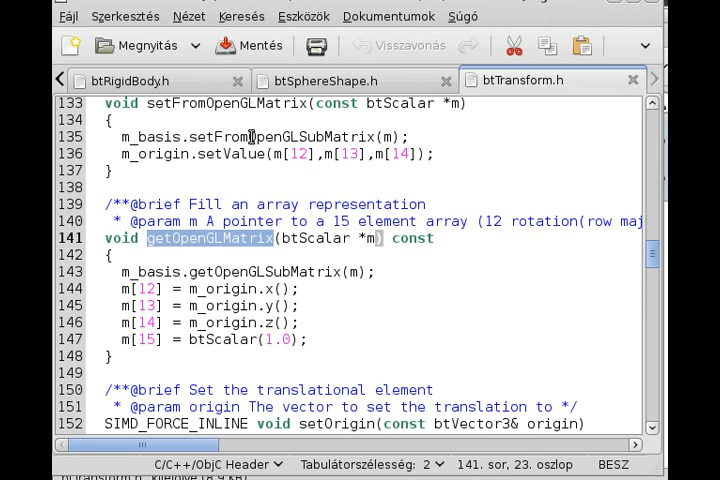 Fájl Szerkesztés Nézet Keresés Eszközök Dokumentumok Súgó
Megnyitás Mentés Visszavonás
btRigidBody.h btSphereShape.h btTransform.h
133 void setFromOpenGLMatrix(const btScalar *m)
134 {
135 m_basis.setFromOpenGLSubMatrix(m);
136 m_origin.setValue(m[12],m[13],m[14]);
137 }
138
139 /**@brief Fill an array representation
140 * @param m A pointer to a 15 element array (12 rotation(row maj
141 void getOpenGLMatrix(btScalar *m) const
142 {
143 m_basis.getOpenGLSubMatrix(m);
144 m[12] = m_origin.x();
145 m[13] = m_origin.y();
146 m[14] = m_origin.z();
147 m[15] = btScalar(1.0);
148 }
149
150 /**@brief Set the translational element
151 * @param origin The vector to set the translation to */
152 SIMD_FORCE_INLINE void setOrigin(const btVector3& origin)
C/C++/ObjC Header Tabulátorszélesség: 2 141. sor, 23. oszlop BESZ